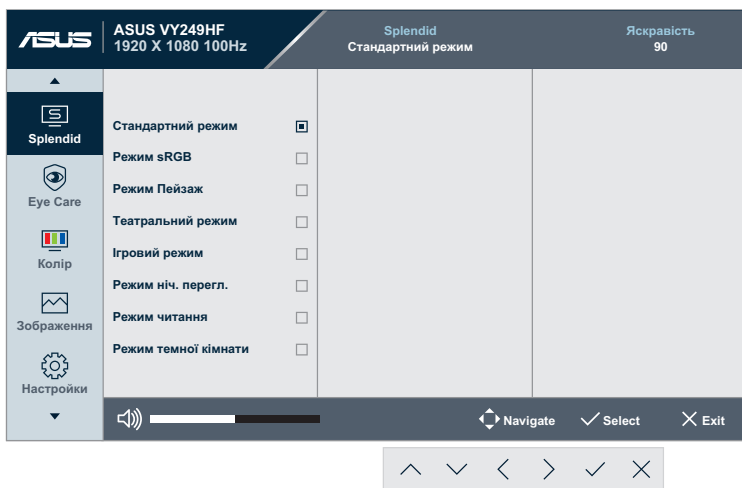 ASUS
ASUS VY249HF
1920 X 1080 100Hz
Splendid
Стандартний режим
Яскравість
90
Splendid
Eye Care
Колір
Зображення
Настройки
Стандартний режим
Режим sRGB
Режим Пейзаж
Театральний режим
Ігровий режим
Режим ніч. перегл.
Режим читання
Режим темної кімнати
Navigate
Select
Exit